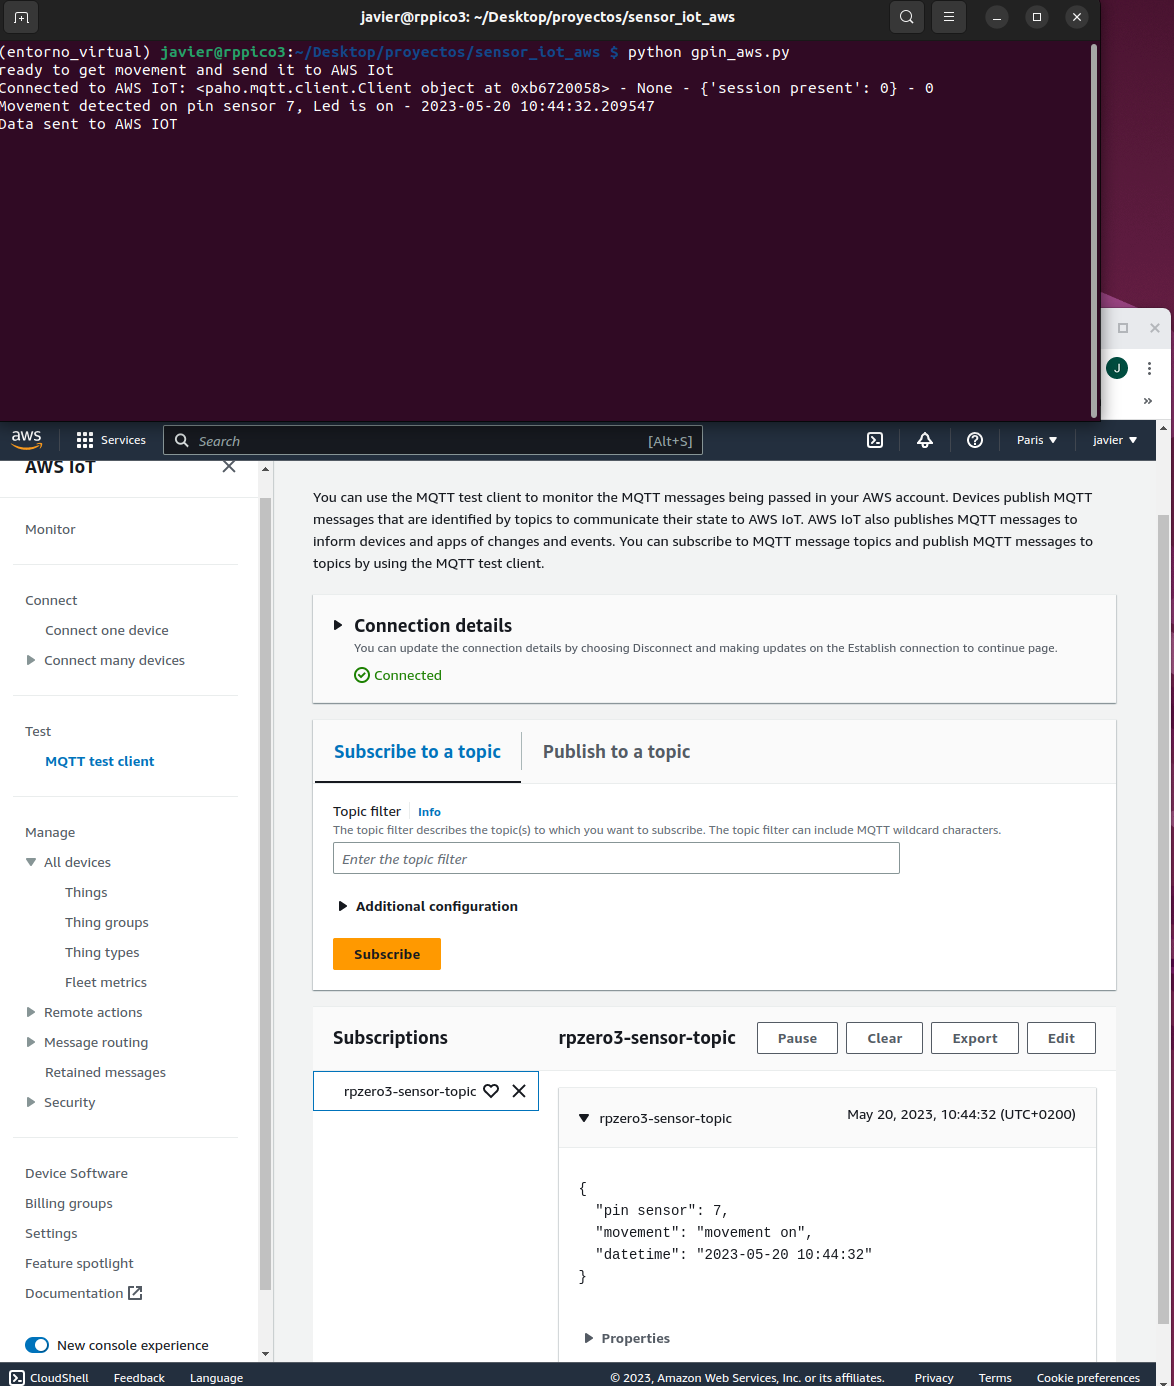 javier@rppico3: ~/Desktop/proyectos/sensor_iot_aws
(entorno_virtual) javier@rppico3:~/Desktop/proyectos/sensor_iot_aws $ python gpin_aws.py
ready to get movement and send it to AWS Iot
Connected to AWS IoT: <paho.mqtt.client.Client object at 0xb6720058> - None - {'session present': 0} - 0
Movement detected on pin sensor 7, Led is on - 2023-05-20 10:44:32.209547
Data sent to AWS IOT
J
»
aws Services Search [Alt+S] Paris javier
AWS IoT
Monitor
Connect
Connect one device
Connect many devices
Test
MQTT test client
Manage
All devices
Things
Thing groups
Thing types
Fleet metrics
Remote actions
Message routing
Retained messages
Security
Device Software
Billing groups
Settings
Feature spotlight
Documentation
New console experience
You can use the MQTT test client to monitor the MQTT messages being passed in your AWS account. Devices publish MQTT
messages that are identified by topics to communicate their state to AWS IoT. AWS IoT also publishes MQTT messages to
inform devices and apps of changes and events. You can subscribe to MQTT message topics and publish MQTT messages to
topics by using the MQTT test client.
Connection details
You can update the connection details by choosing Disconnect and making updates on the Establish connection to continue page.
Connected
Subscribe to a topic Publish to a topic
Topic filter Info
The topic filter describes the topic(s) to which you want to subscribe. The topic filter can include MQTT wildcard characters.
Enter the topic filter
Additional configuration
Subscribe
Subscriptions rpzero3-sensor-topic Pause Clear Export Edit
rpzero3-sensor-topic
rpzero3-sensor-topic May 20, 2023, 10:44:32 (UTC+0200)
{
"pin sensor": 7,
"movement": "movement on",
"datetime": "2023-05-20 10:44:32"
}
Properties
CloudShell Feedback Language © 2023, Amazon Web Services, Inc. or its affiliates. Privacy Terms Cookie preferences